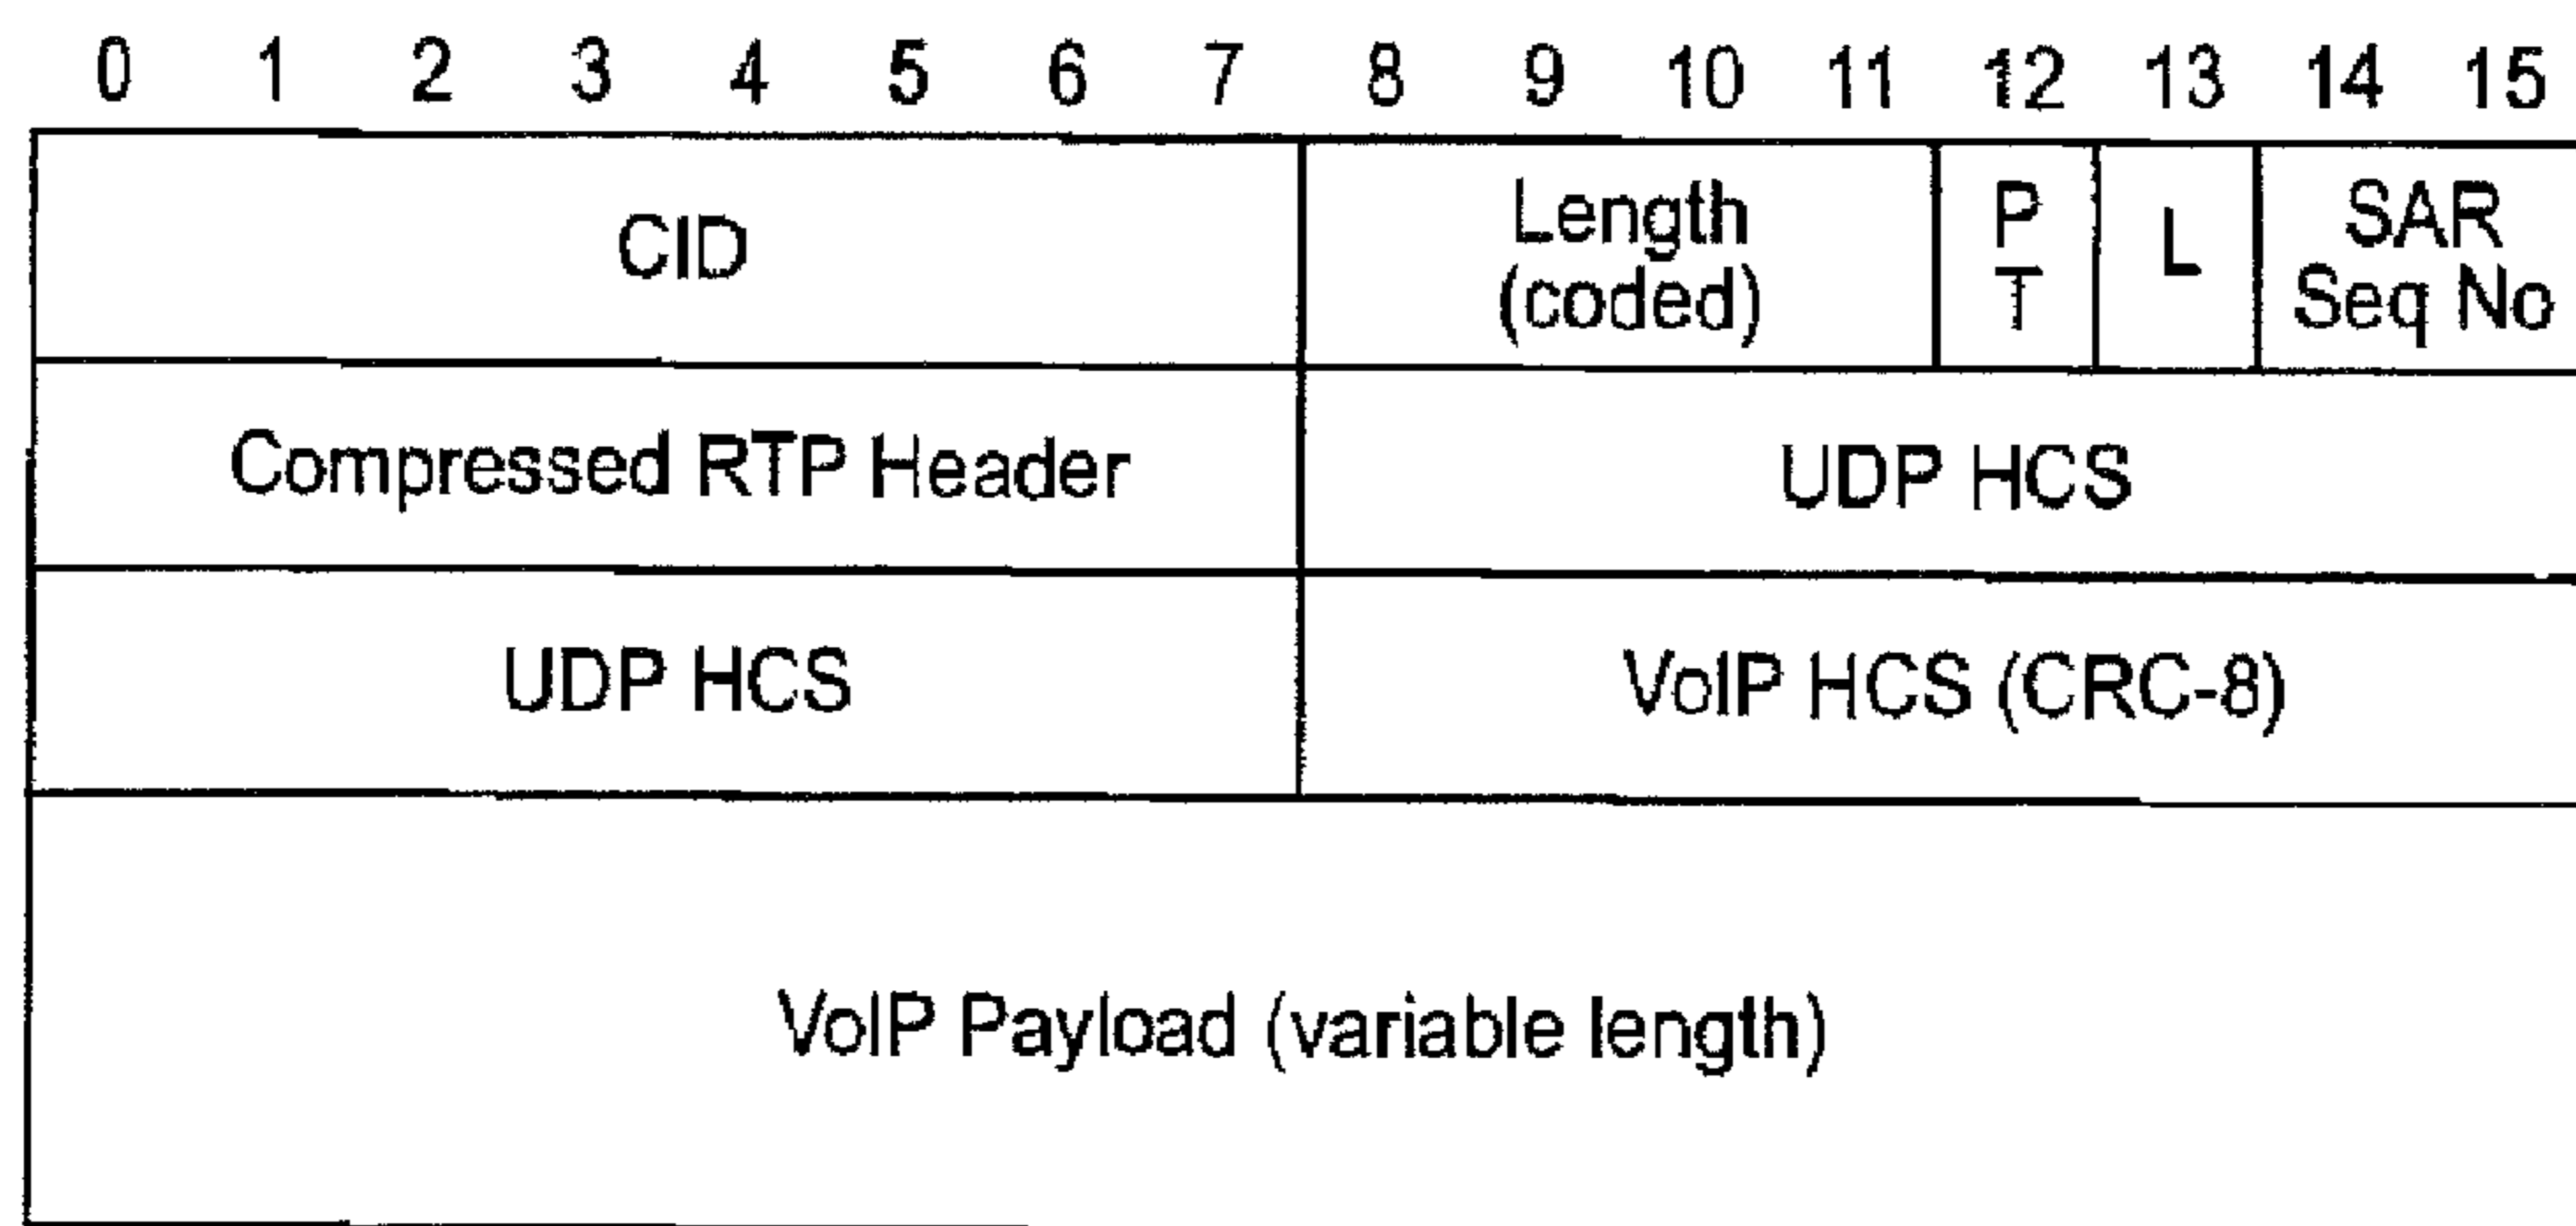 0 1 2 3 4 5 6 7 8 9 10 11 12 13 14 15
CID
Length
(coded)
P
T
L
SAR
Seq No
Compressed RTP Header
UDP HCS
UDP HCS
VoIP HCS (CRC-8)
VoIP Payload (variable length)